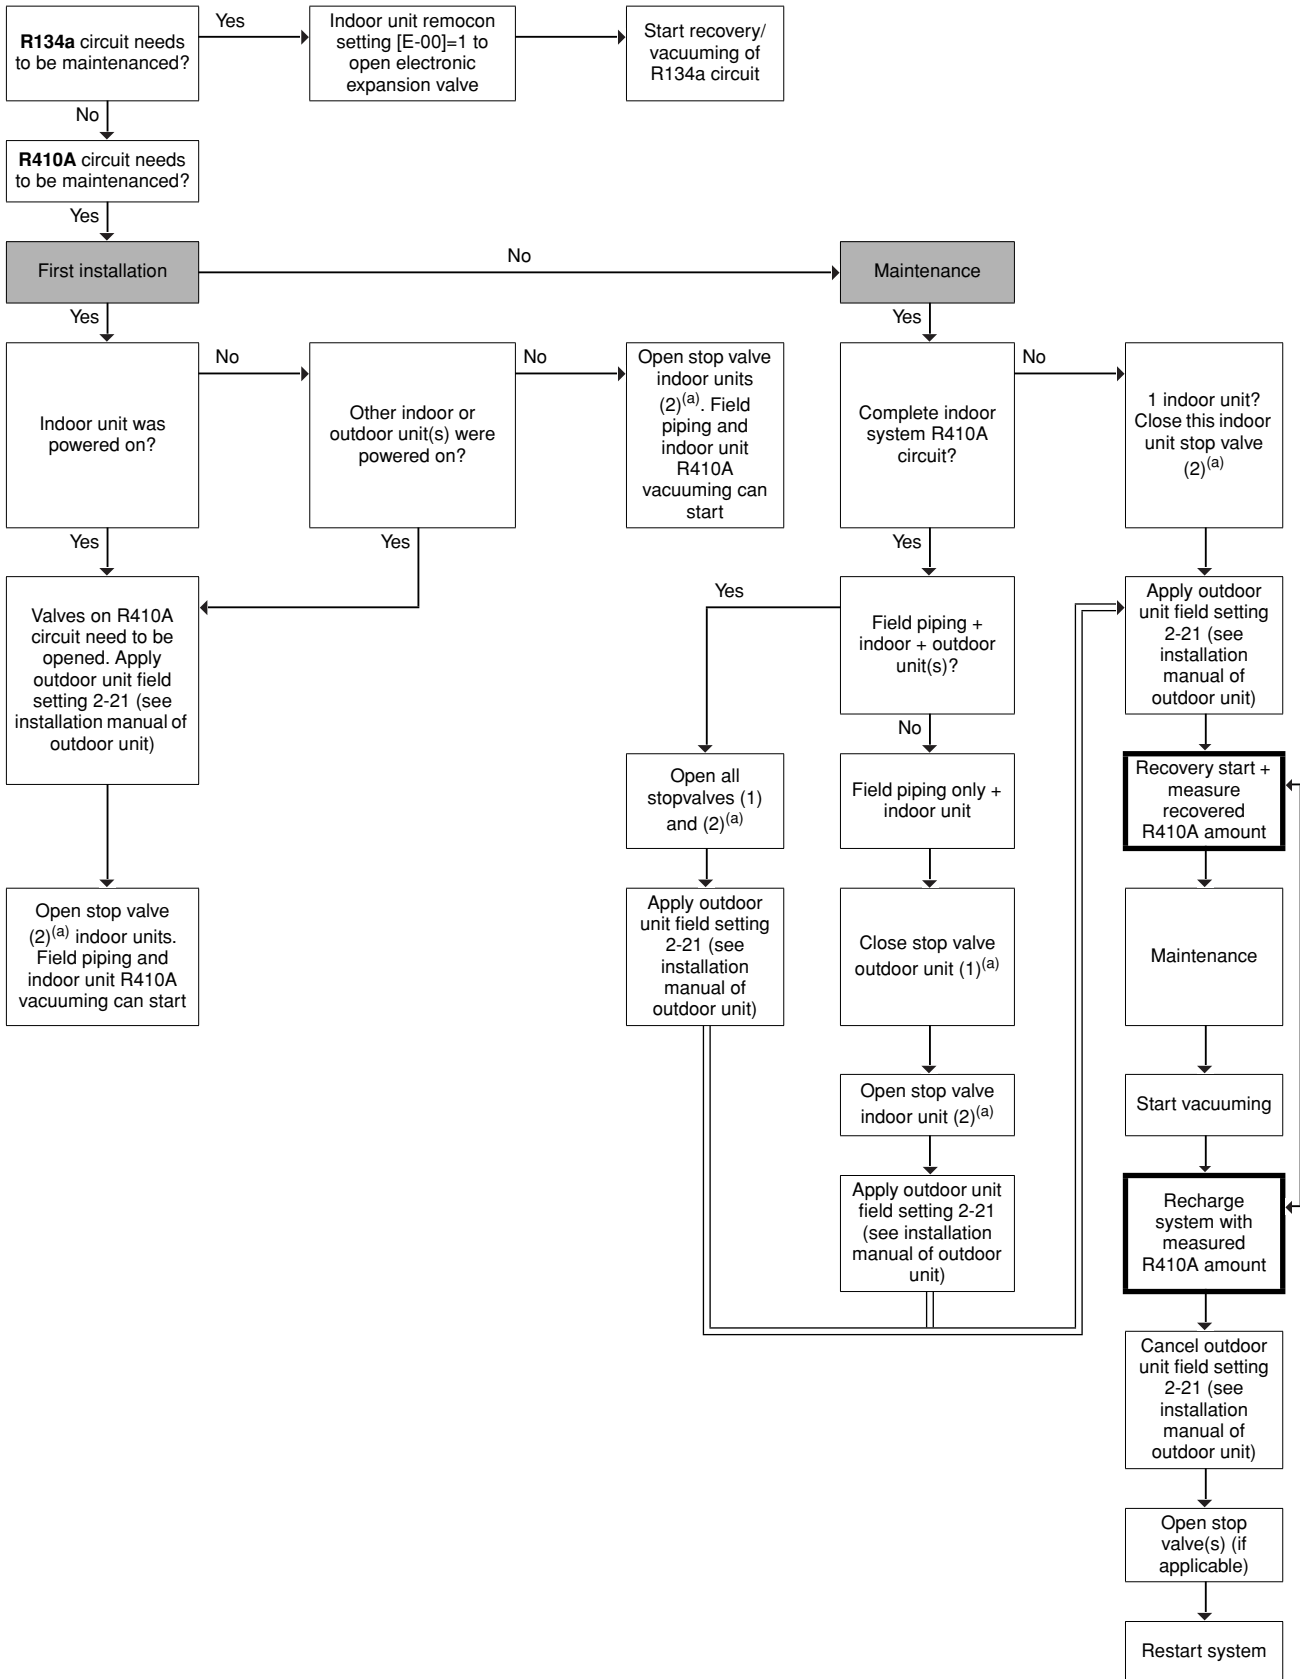 R134a circuit needs
to be maintenanced?
Yes
Indoor unit remocon
setting [E-00]=1 to
open electronic
expansion valve
Start recovery/
vacuuming of
R134a circuit
No
R410A circuit needs
to be maintenanced?
Yes
First installation
No
Maintenance
Yes
Yes
Indoor unit was
powered on?
No
Other indoor or
outdoor unit(s) were
powered on?
No
Open stop valve
indoor units
(2)(a). Field
piping and
indoor unit
R410A
vacuuming can
start
Complete indoor
system R410A
circuit?
No
1 indoor unit?
Close this indoor
unit stop valve
(2)(a)
Yes
Yes
Yes
Valves on R410A
circuit need to be
opened. Apply
outdoor unit field
setting 2-21 (see
installation manual of
outdoor unit)
Yes
Field piping +
indoor + outdoor
unit(s)?
Apply outdoor
unit field setting
2-21 (see
installation
manual of
outdoor unit)
No
Open all
stopvalves (1)
and (2)(a)
Field piping only +
indoor unit
Recovery start +
measure
recovered
R410A amount
Open stop valve
(2)(a) indoor units.
Field piping and
indoor unit R410A
vacuuming can start
Apply outdoor
unit field setting
2-21 (see
installation
manual of
outdoor unit)
Close stop valve
outdoor unit (1)(a)
Maintenance
Open stop valve
indoor unit (2)(a)
Start vacuuming
Apply outdoor unit
field setting 2-21
(see installation
manual of outdoor
unit)
Recharge
system with
measured
R410A amount
Cancel outdoor
unit field setting
2-21 (see
installation
manual of
outdoor unit)
Open stop
valve(s) (if
applicable)
Restart system